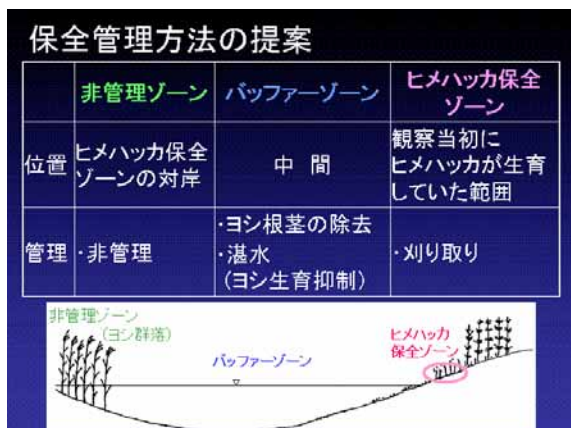 保全管理方法の提案
非管理ゾーン
バッファーゾーン
ヒメハッカ保全
ゾーン
位置
ヒメハッカ保全
ゾーンの対岸
中 間
観察当初に
ヒメハッカが生育
していた範囲
管理
・非管理
・ヨシ根茎の除去
・湛水
(ヨシ生育抑制)
・刈り取り
非管理ゾーン
(ヨシ群落)
バッファーゾーン
ヒメハッカ
保全ゾーン